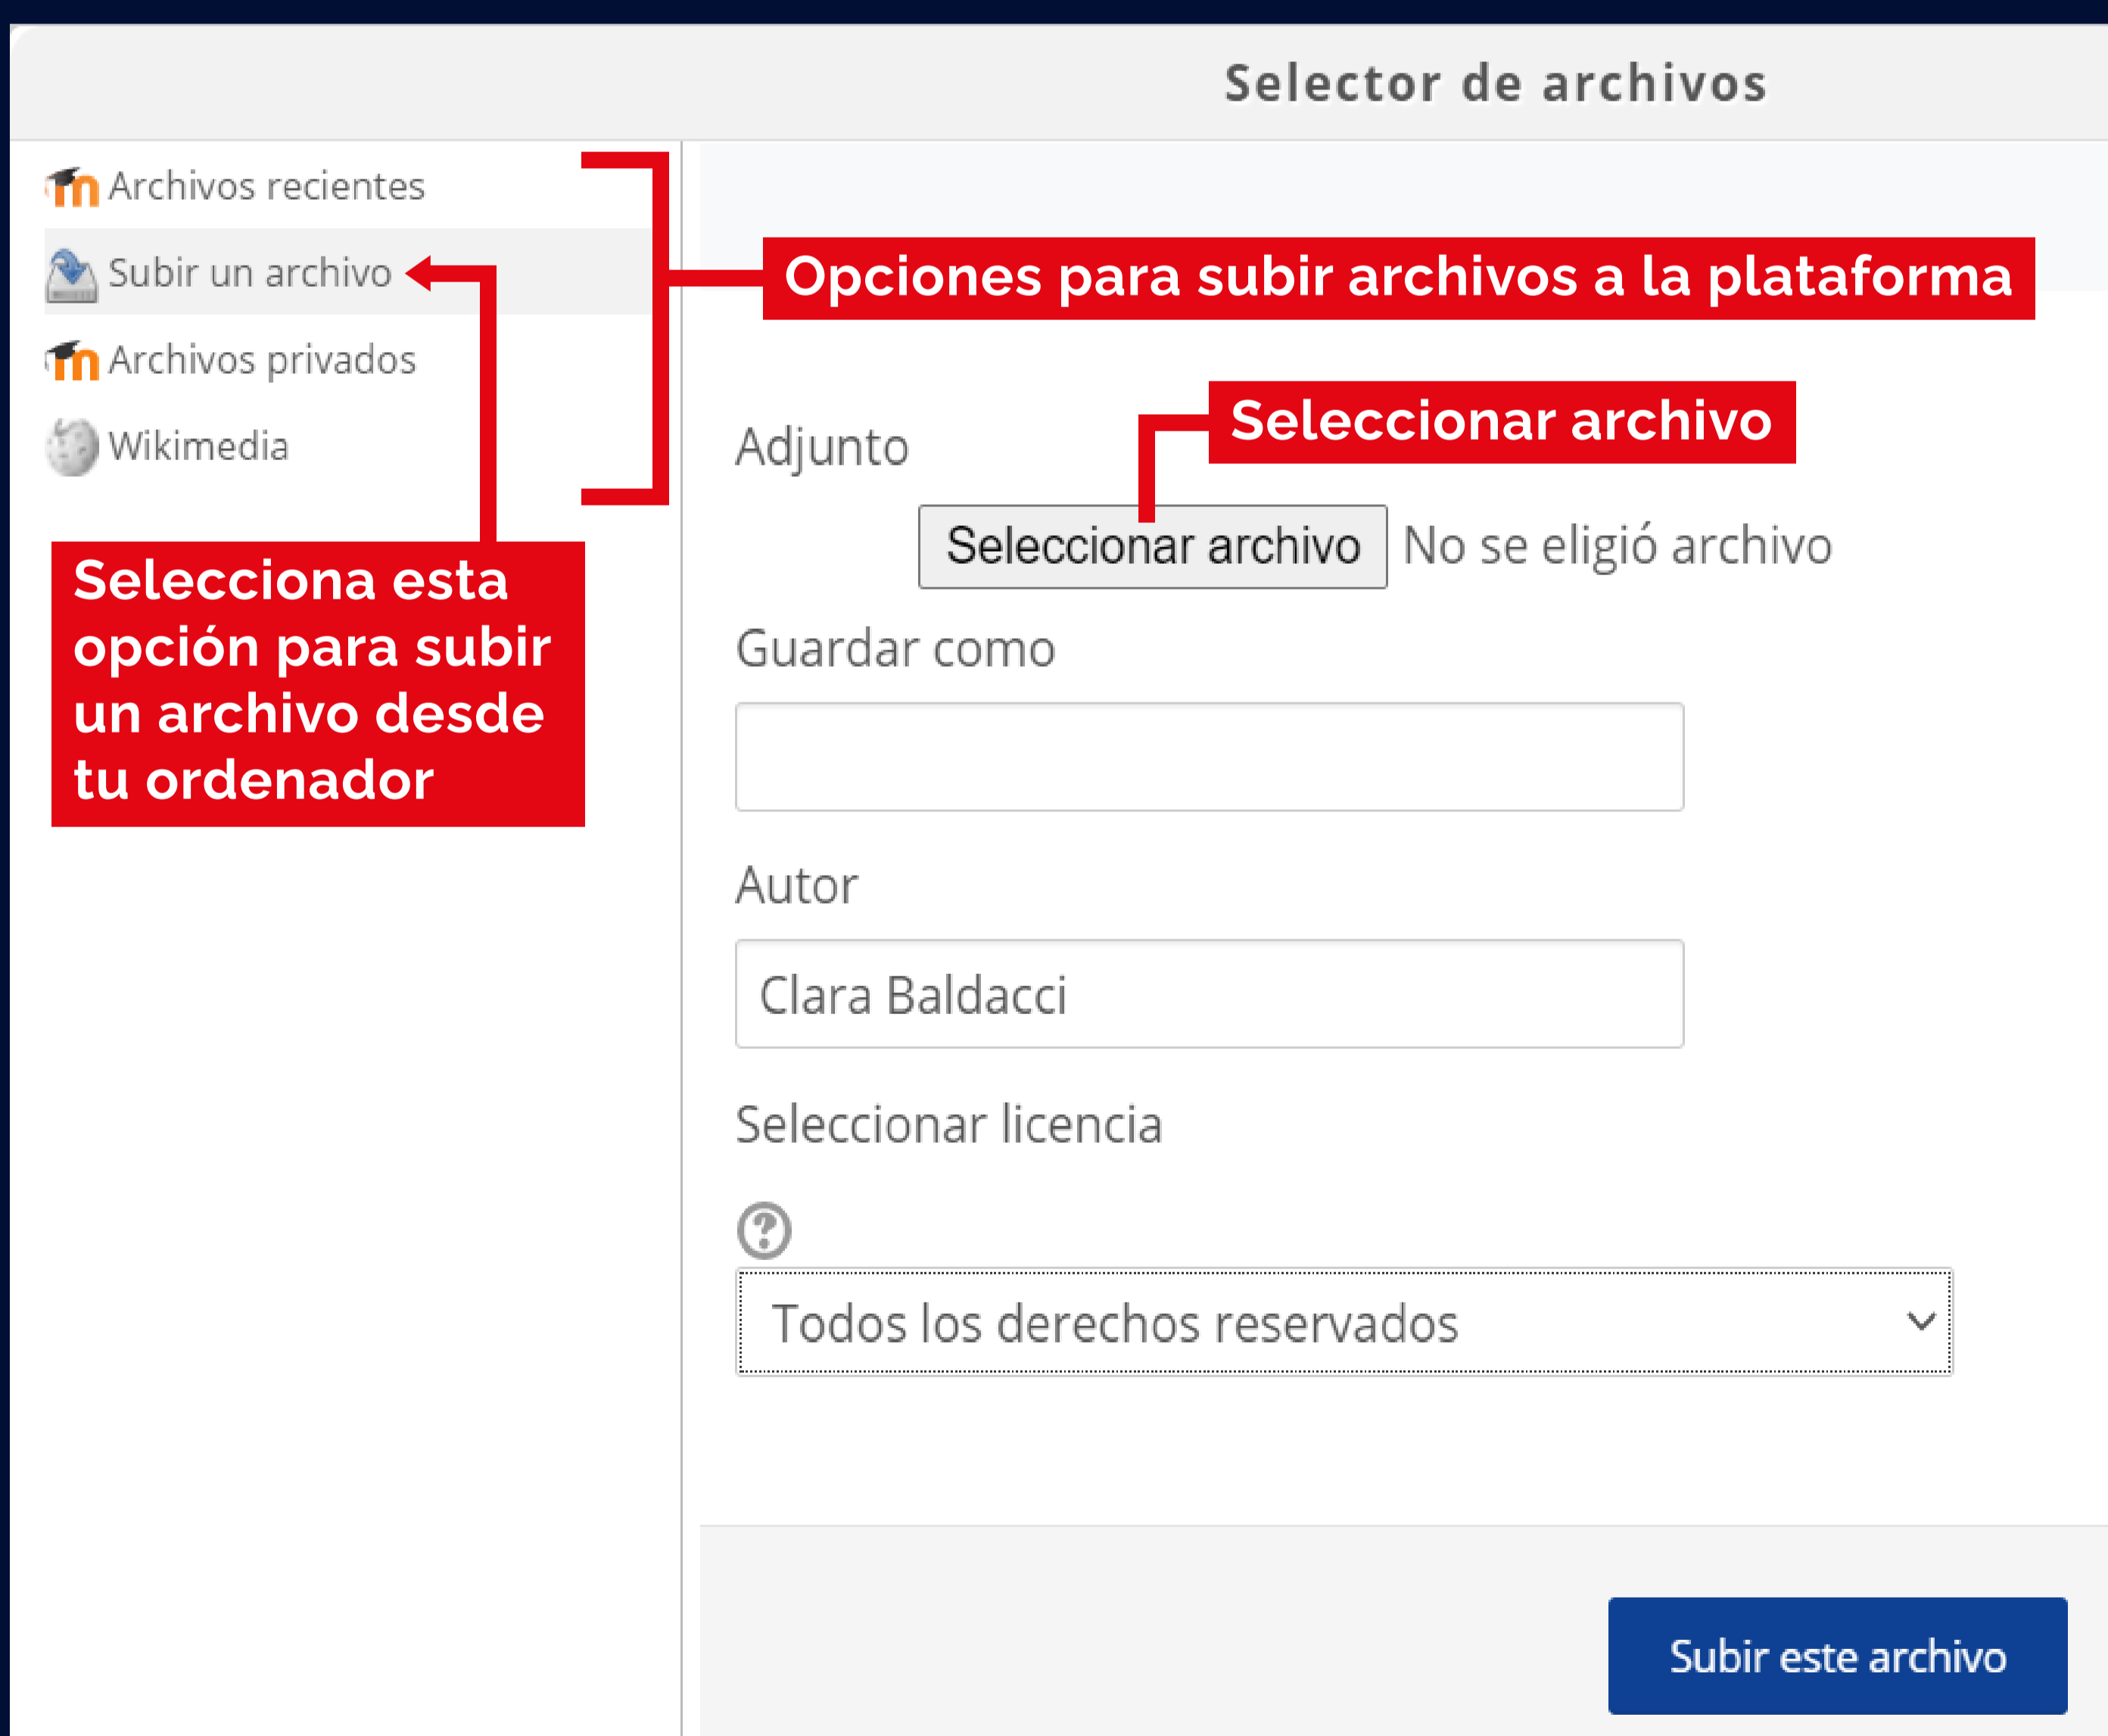 Selector de archivos
Archivos recientes
Subir un archivo
Archivos privados
Wikimedia
Selecciona esta
opción para subir
un archivo desde
tu ordenador
Opciones para subir archivos a la plataforma
Seleccionar archivo
Adjunto
Seleccionar archivo No se eligió archivo
Guardar como
Autor
Clara Baldacci
Seleccionar licencia
Todos los derechos reservados
Subir este archivo